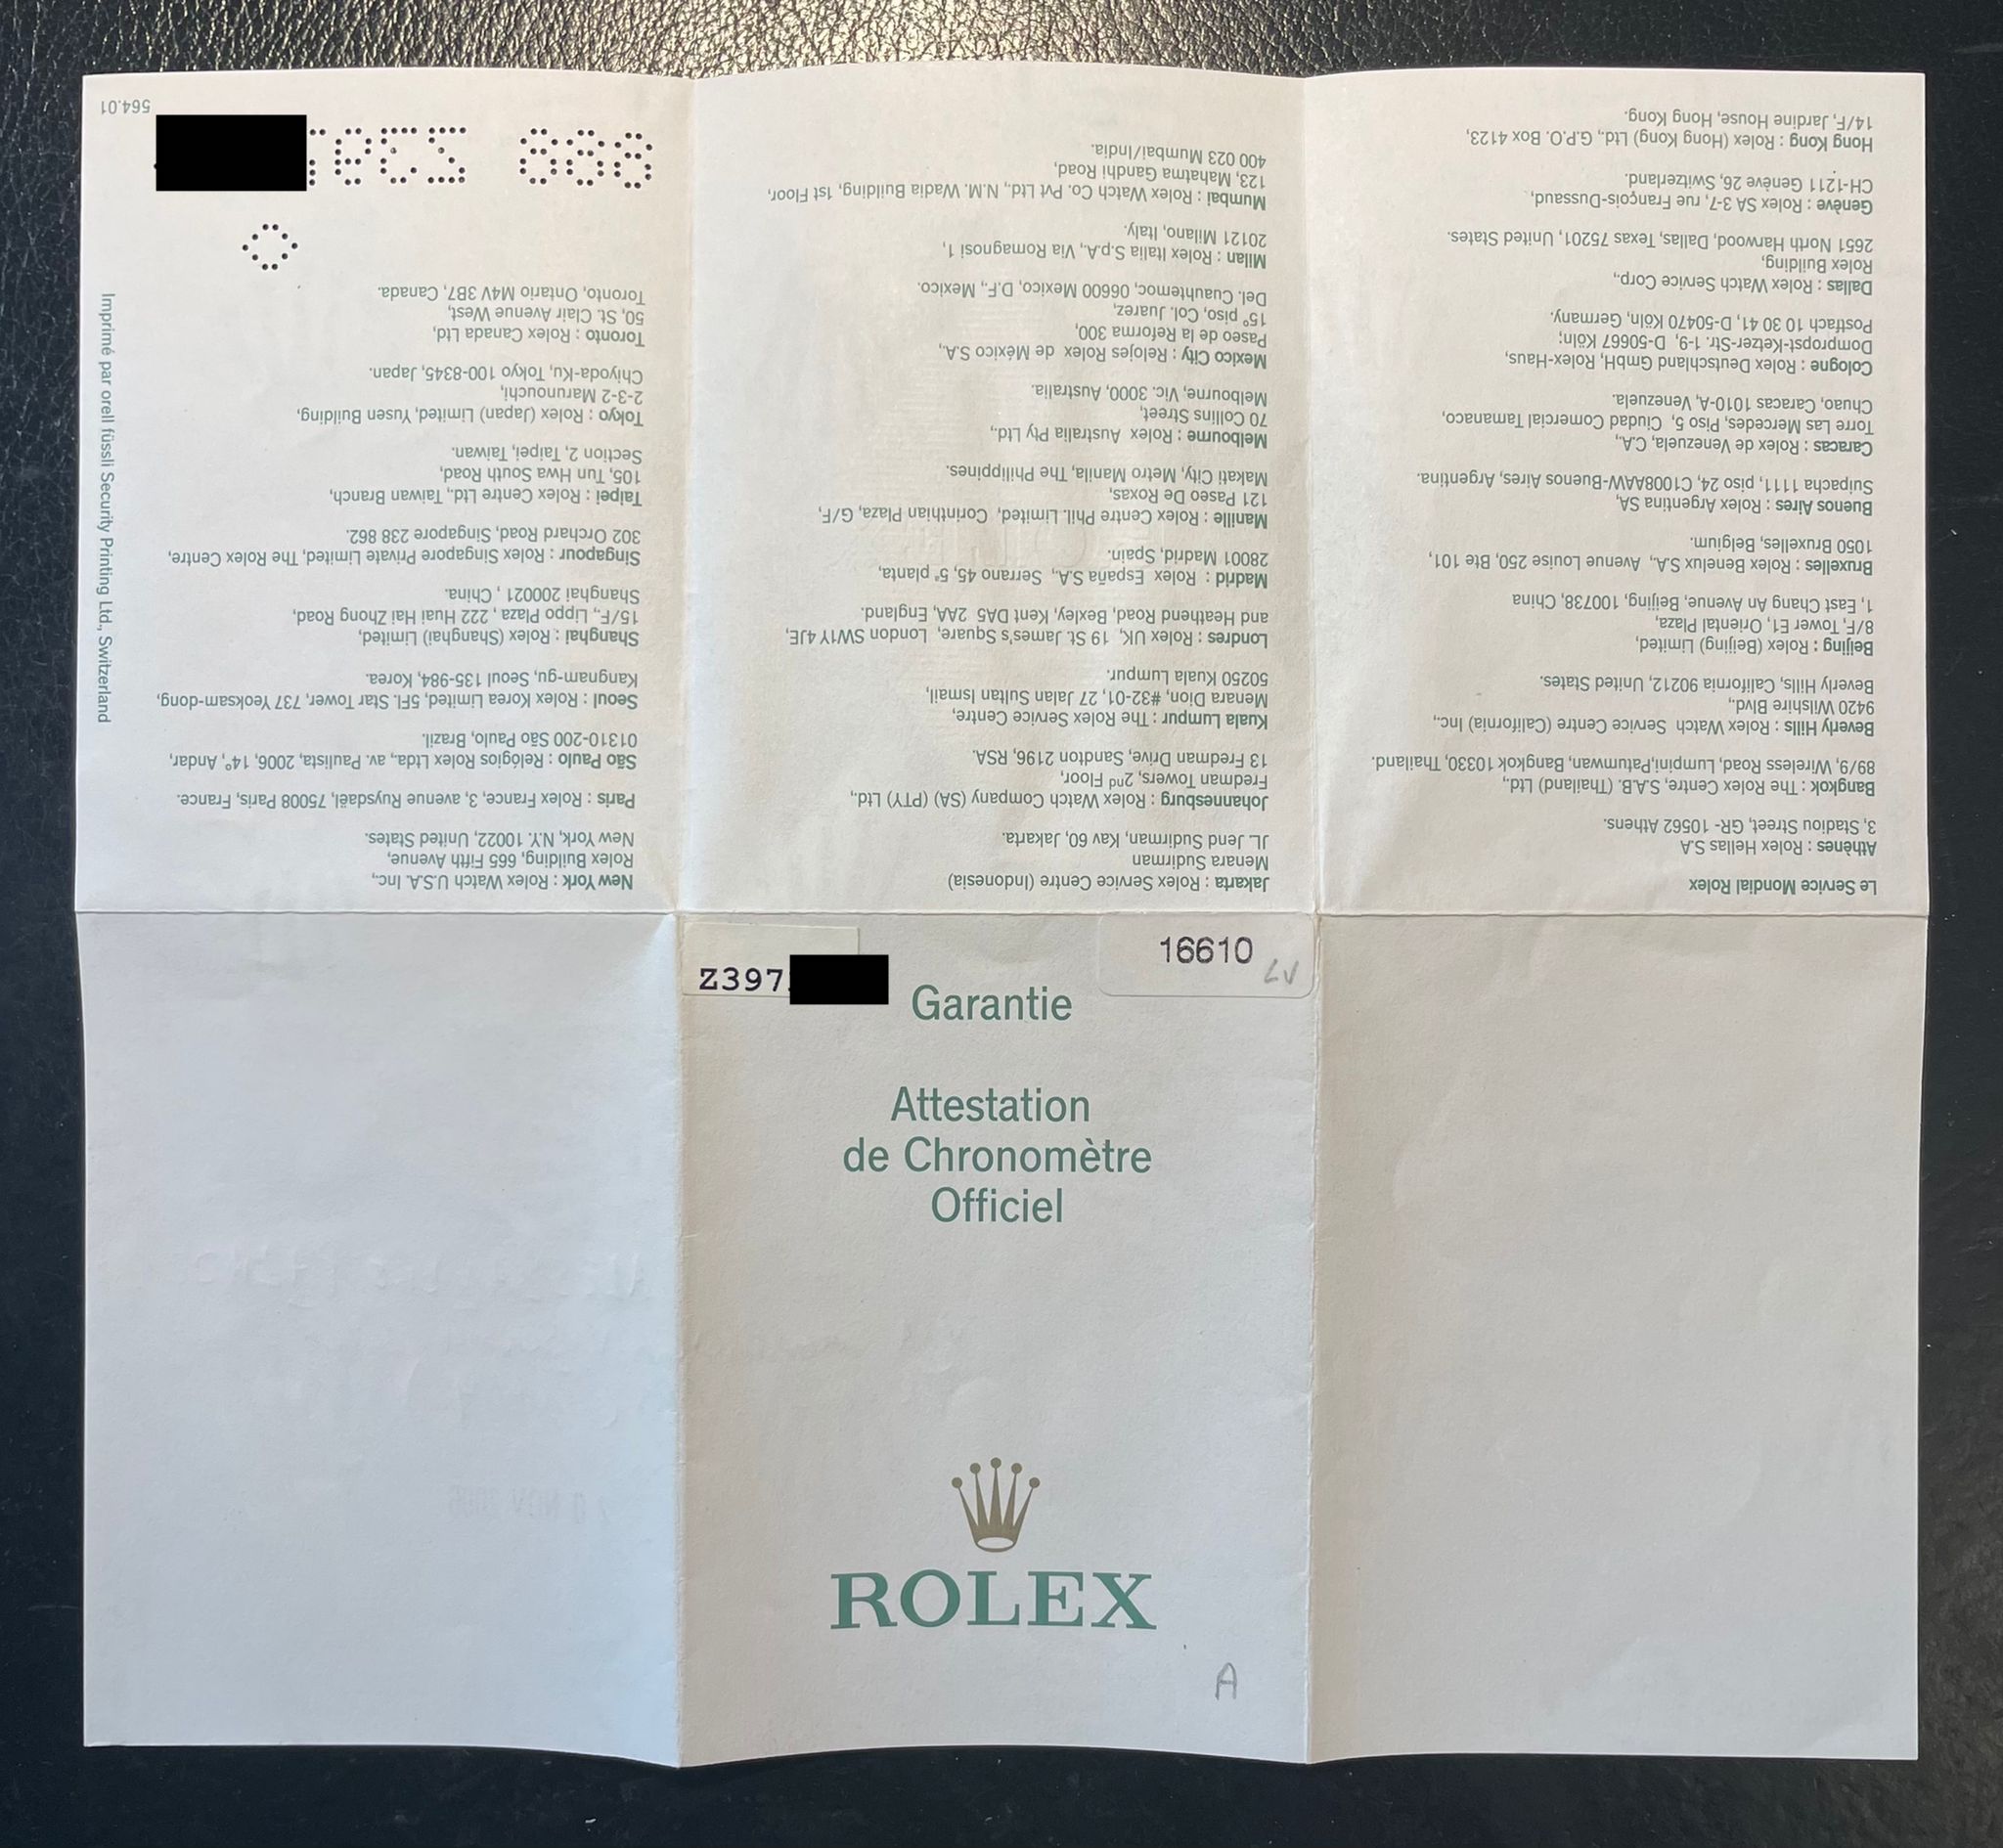 Z397
16610
LV
Garantie
Attestation
de Chronomètre
Officiel
ROLEX
A
Le Service Mondial Rolex
Athènes : Rolex Hellas S.A
3, Stadiou Street, GR- 10562 Athens.
Bangkok : The Rolex Centre, S.A.B. (Thailand) Ltd.,
89/9, Wireless Road, Lumpini,Patumwan, Bangkok 10330, Thailand.
Beverly Hills : Rolex Watch Service Centre (California) Inc.,
9420 Wilshire Blvd.,
Beverly Hills, California 90212, United States.
Beijing : Rolex (Beijing) Limited,
8/F, Tower E1, Oriental Plaza,
1, East Chang An Avenue, Beijing, 100738, China
Bruxelles : Rolex Benelux S.A., Avenue Louise 250, Bte 101,
1050 Bruxelles, Belgium.
Buenos Aires : Rolex Argentina SA,
Suipacha 1111, piso 24, C1008AAW-Buenos Aires, Argentina.
Caracas : Rolex de Venezuela, C.A.,
Torre Las Mercedes, Piso 5, Ciudad Comercial Tamanaco,
Chuao, Caracas 1010-A, Venezuela.
Cologne : Rolex Deutschland GmbH, Rolex-Haus,
Dompropst-Ketzer-Str. 1-9, D-50667 Köln;
Postfach 10 30 41, D-50470 Köln, Germany.
Dallas : Rolex Watch Service Corp.,
Rolex Building,
2651 North Harwood, Dallas, Texas 75201, United States.
Genève : Rolex SA 3-7, rue François-Dussaud,
CH-1211 Genève 26, Switzerland.
Hong Kong : Rolex (Hong Kong) Ltd., G.P.O. Box 4123,
14/F, Jardine House, Hong Kong.
Jakarta : Rolex Service Centre (Indonesia)
Menara Sudirman
JL. Jend Sudirman, Kav 60, Jakarta.
Johannesburg : Rolex Watch Company (SA) (PTY) Ltd.,
Fredman Towers, 2nd Floor,
13 Fredman Drive, Sandton 2196, RSA.
Kuala Lumpur : The Rolex Service Centre,
Menara Dion, #32-01, 27 Jalan Sultan Ismail,
50250 Kuala Lumpur.
Londres : Rolex UK, 19 St. James's Square, London SW1Y 4JE,
and Heathend Road, Bexley, Kent DA5 2AA, England.
Madrid : Rolex España S.A., Serrano 45, 5ª planta,
28001 Madrid, Spain.
Manille : Rolex Centre Phil. Limited, Corinthian Plaza, G/F,
121 Paseo De Roxas,
Makati City, Metro Manila, The Philippines.
Melbourne : Rolex Australia Pty Ltd.,
70 Collins Street,
Melbourne, Vic. 3000, Australia.
Mexico City : Relojes Rolex de México S.A.,
Paseo de la Reforma 300,
15° piso, Col. Juarez,
Del. Cuauhtemoc, 06600 Mexico, D.F., Mexico.
Milan : Rolex Italia S.p.A., Via Romagnosi 1,
20121 Milano, Italy.
Mumbai : Rolex Watch Co. Pvt Ltd., N.M. Wadia Building, 1st Floor,
123, Mahatma Gandhi Road,
400 023 Mumbai/India.
New York : Rolex Watch U.S.A. Inc.,
Rolex Building, 665 Fifth Avenue,
New York, N.Y. 10022, United States.
Paris : Rolex France, 3, avenue Ruysdaël, 75008 Paris, France.
São Paulo : Relógios Rolex Ltda., av. Paulista, 2006, 14º, Andar,
01310-200 São Paulo, Brazil.
Seoul : Rolex Korea Limited, 5Fl. Star Tower, 737 Yeoksam-dong,
Kangnam-gu, Seoul 135-984, Korea.
Shanghai : Rolex (Shanghai) Limited,
15/F., Lippo Plaza , 222 Huai Hai Zhong Road,
Shanghai 200021 , China.
Singapour : Rolex Singapore Private Limited, The Rolex Centre,
302 Orchard Road, Singapore 238 862.
Taipei : Rolex Centre Ltd., Taiwan Branch,
105, Tun Hwa South Road,
Section 2, Taipei, Taiwan.
Tokyo : Rolex (Japan) Limited, Yusen Building,
2-3-2 Marunouchi,
Chiyoda-Ku, Tokyo 100-8345, Japan.
Toronto : Rolex Canada Ltd,
50, St. Clair Avenue West,
Toronto, Ontario M4V 3B7, Canada.
888 Z397
564.01
Imprimé par orell füssli Security Printing Ltd., Switzerland